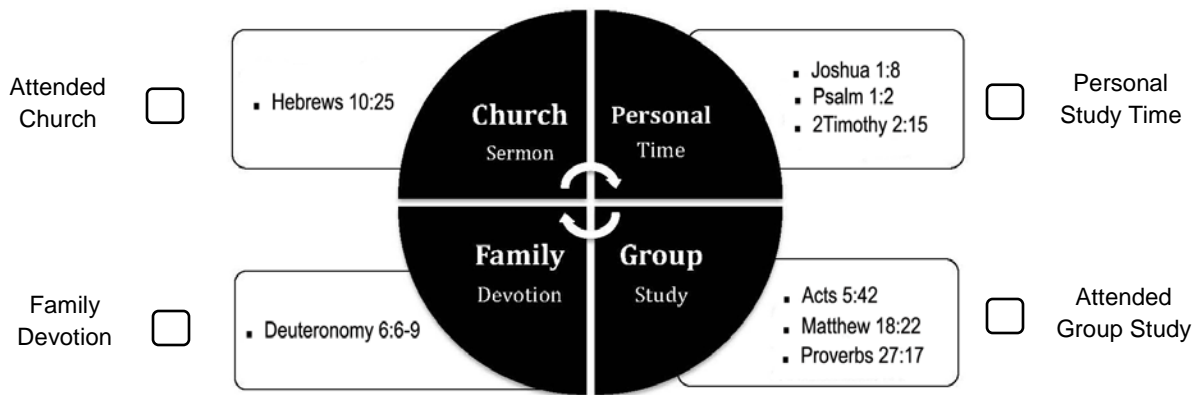 Attended
Church
Hebrews 10:25
Church
Sermon
Personal
Time
Joshua 1:8
Psalm 1:2
2Timothy 2:15
Personal
Study Time
Family
Devotion
Deuteronomy 6:6-9
Family
Devotion
Group
Study
Acts 5:42
Matthew 18:22
Proverbs 27:17
Attended
Group Study